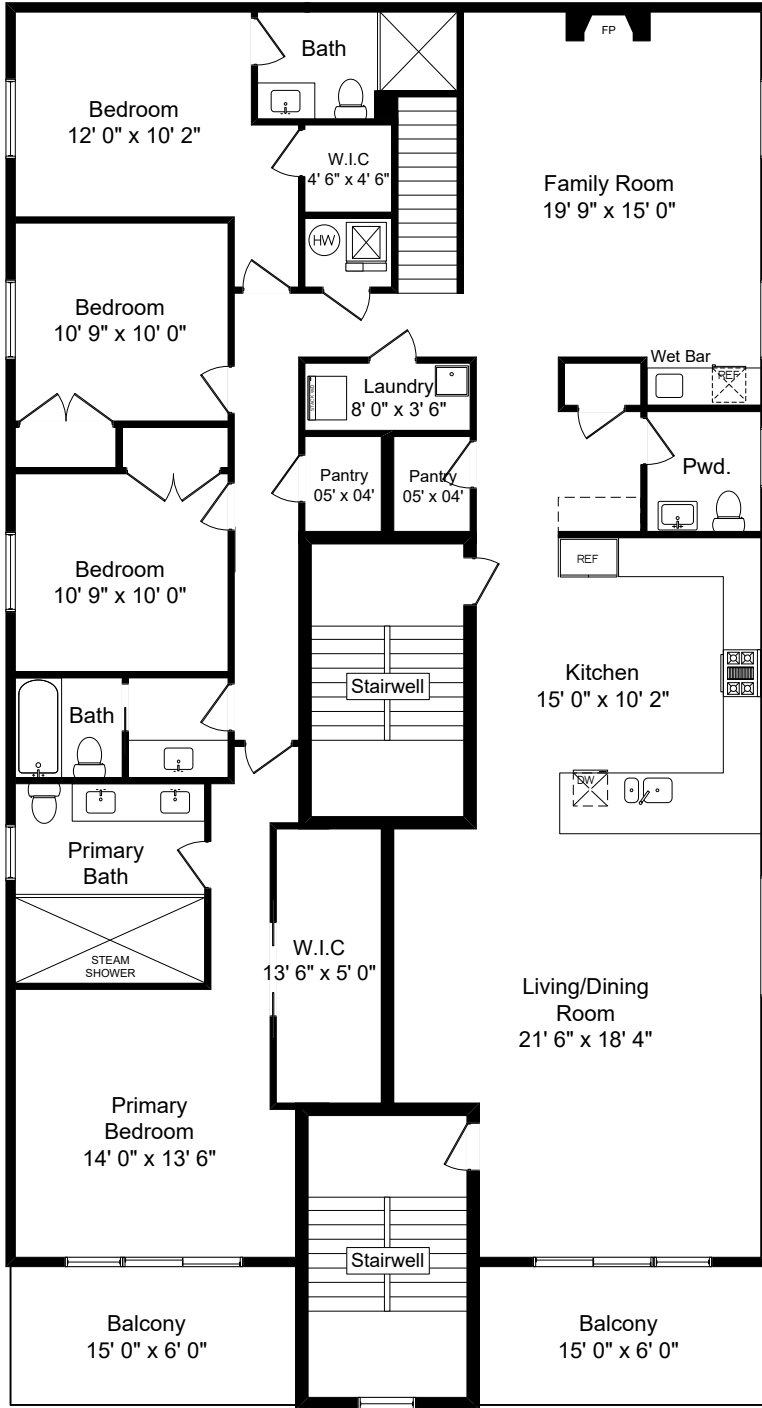 Bath
FP
Bedroom
12' 0" x 10' 2"
W.I.C
4' 6" x 4' 6"
Family Room
19' 9" x 15' 0"
HW
Bedroom
10' 9" x 10' 0"
Wet Bar
REF
Laundry
8' 0" x 3' 6"
STACK W/D
Pantry
05' x 04'
Pantry
05' x 04'
Pwd.
REF
Bedroom
10' 9" x 10' 0"
Kitchen
15' 0" x 10' 2"
Stairwell
Bath
DW
Primary
Bath
STEAM
SHOWER
W.I.C
13' 6" x 5' 0"
Living/Dining
Room
21' 6" x 18' 4"
Primary
Bedroom
14' 0" x 13' 6"
Stairwell
Balcony
15' 0" x 6' 0"
Balcony
15' 0" x 6' 0"